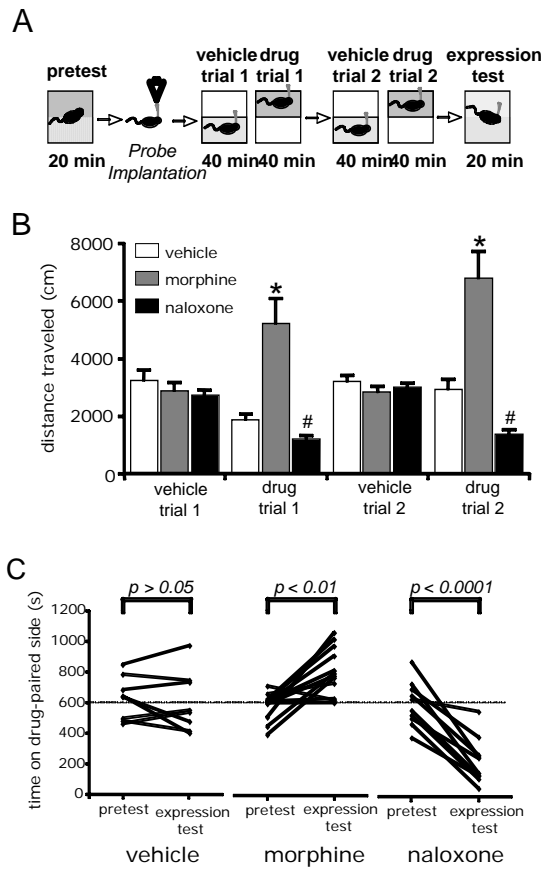 A
pretest
vehicle drug
trial 1 trial 1
vehicle drug
trial 2 trial 2
expression
test
20 min
Probe
Implantation
40 min 40 min
40 min 40 min
20 min
B
distance traveled (cm)
8000
6000
4000
2000
0
vehicle
morphine
naloxone
*
#
*
#
vehicle
trial 1
drug
trial 1
vehicle
trial 2
drug
trial 2
C
p > 0.05
p < 0.01
p < 0.0001
time on drug-paired side (s)
1200
1000
800
600
400
200
0
pretest
expression
test
pretest
expression
test
pretest
expression
test
vehicle
morphine
naloxone